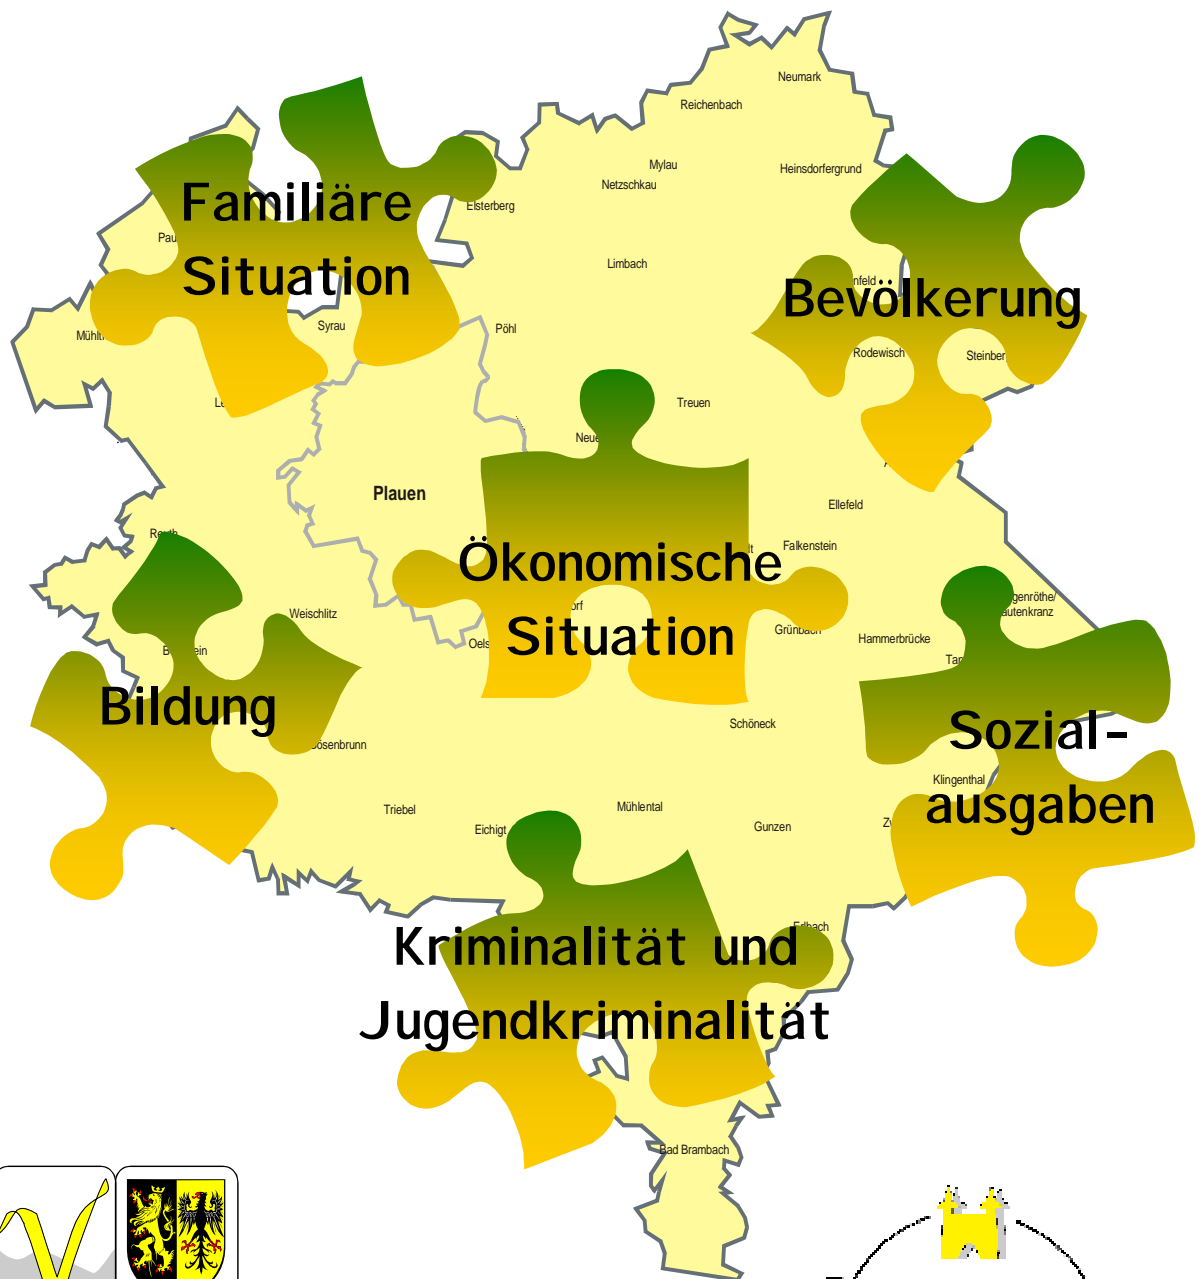 Neumark
Reichenbach
Mylau
Heinsdorfergrund
Netzschkau
Familiäre
Situation
Elsterberg
Limbach
Bevölkerung
Syrau
Pöhl
Rodewisch
Treuen
Plauen
Ellefeld
Falkenstein
Ökonomische
Situation
Weischlitz
Grünbach
Hammerbrücke
Bildung
Schöneck
Sozial-
ausgaben
Klingenthal
Triebel
Mühlental
Eichigt
Gunzen
Erlbach
Kriminalität und
Jugendkriminalität
Bad Brambach